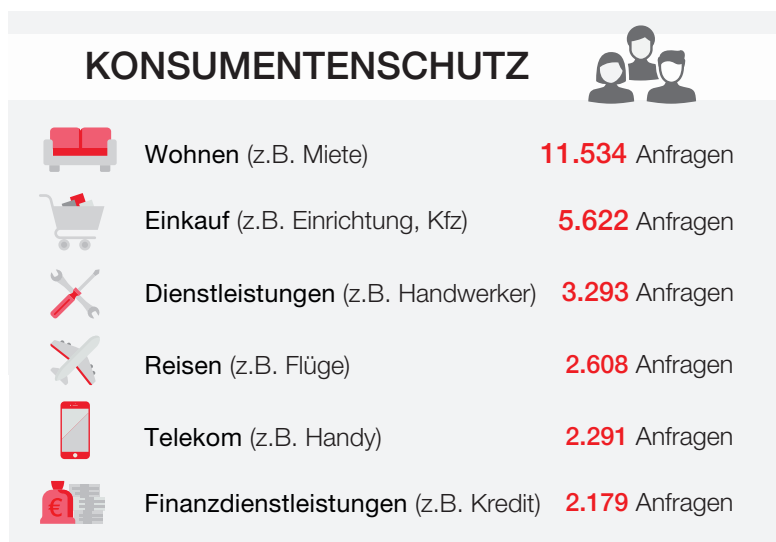 KONSUMENTENSCHUTZ
Wohnen (z.B. Miete) 11.534 Anfragen
Einkauf (z.B. Einrichtung, Kfz) 5.622 Anfragen
Dienstleistungen (z.B. Handwerker) 3.293 Anfragen
Reisen (z.B. Flüge) 2.608 Anfragen
Telekom (z.B. Handy) 2.291 Anfragen
€ Finanzdienstleistungen (z.B. Kredit) 2.179 Anfragen